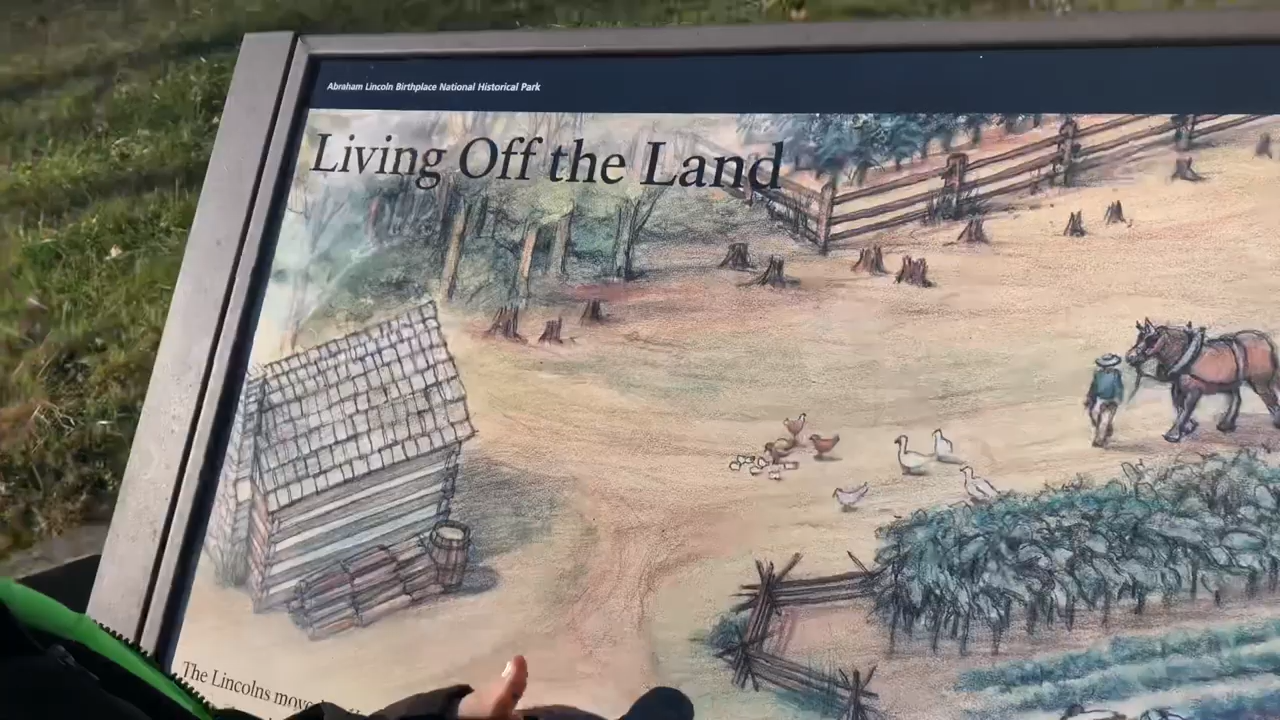 Abraham Lincoln Birthplace National Historical Park
Living Off the Land
The Lincolns